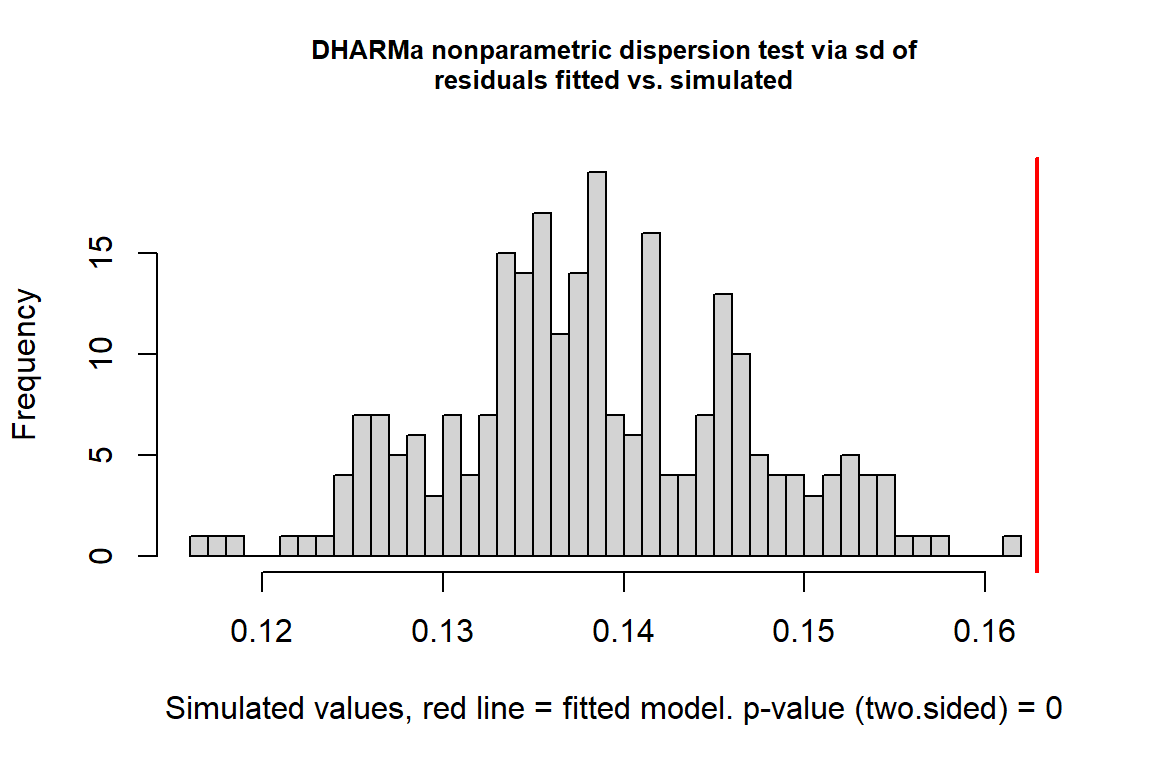 DHARMa nonparametric dispersion test via sd of
residuals fitted vs. simulated
Frequency
15
10
5
0
0.12 0.13 0.14 0.15 0.16
Simulated values, red line = fitted model. p-value (two.sided) = 0